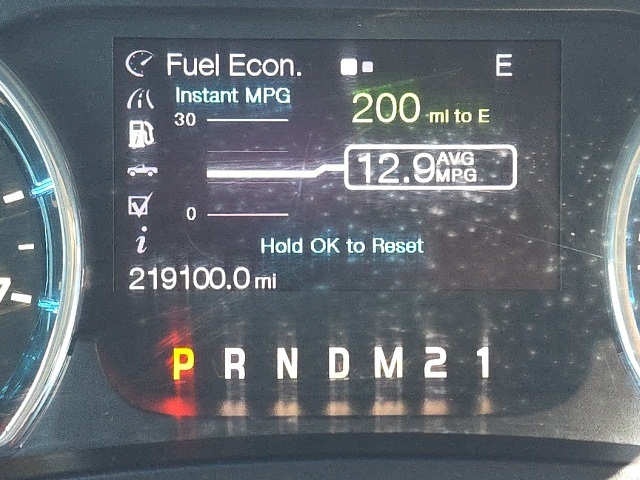 Fuel Econ. E
Instant MPG
30
200 mi to E
12.9 AVG MPG
0
Hold OK to Reset
219100.0 mi
P R N D M 2 1